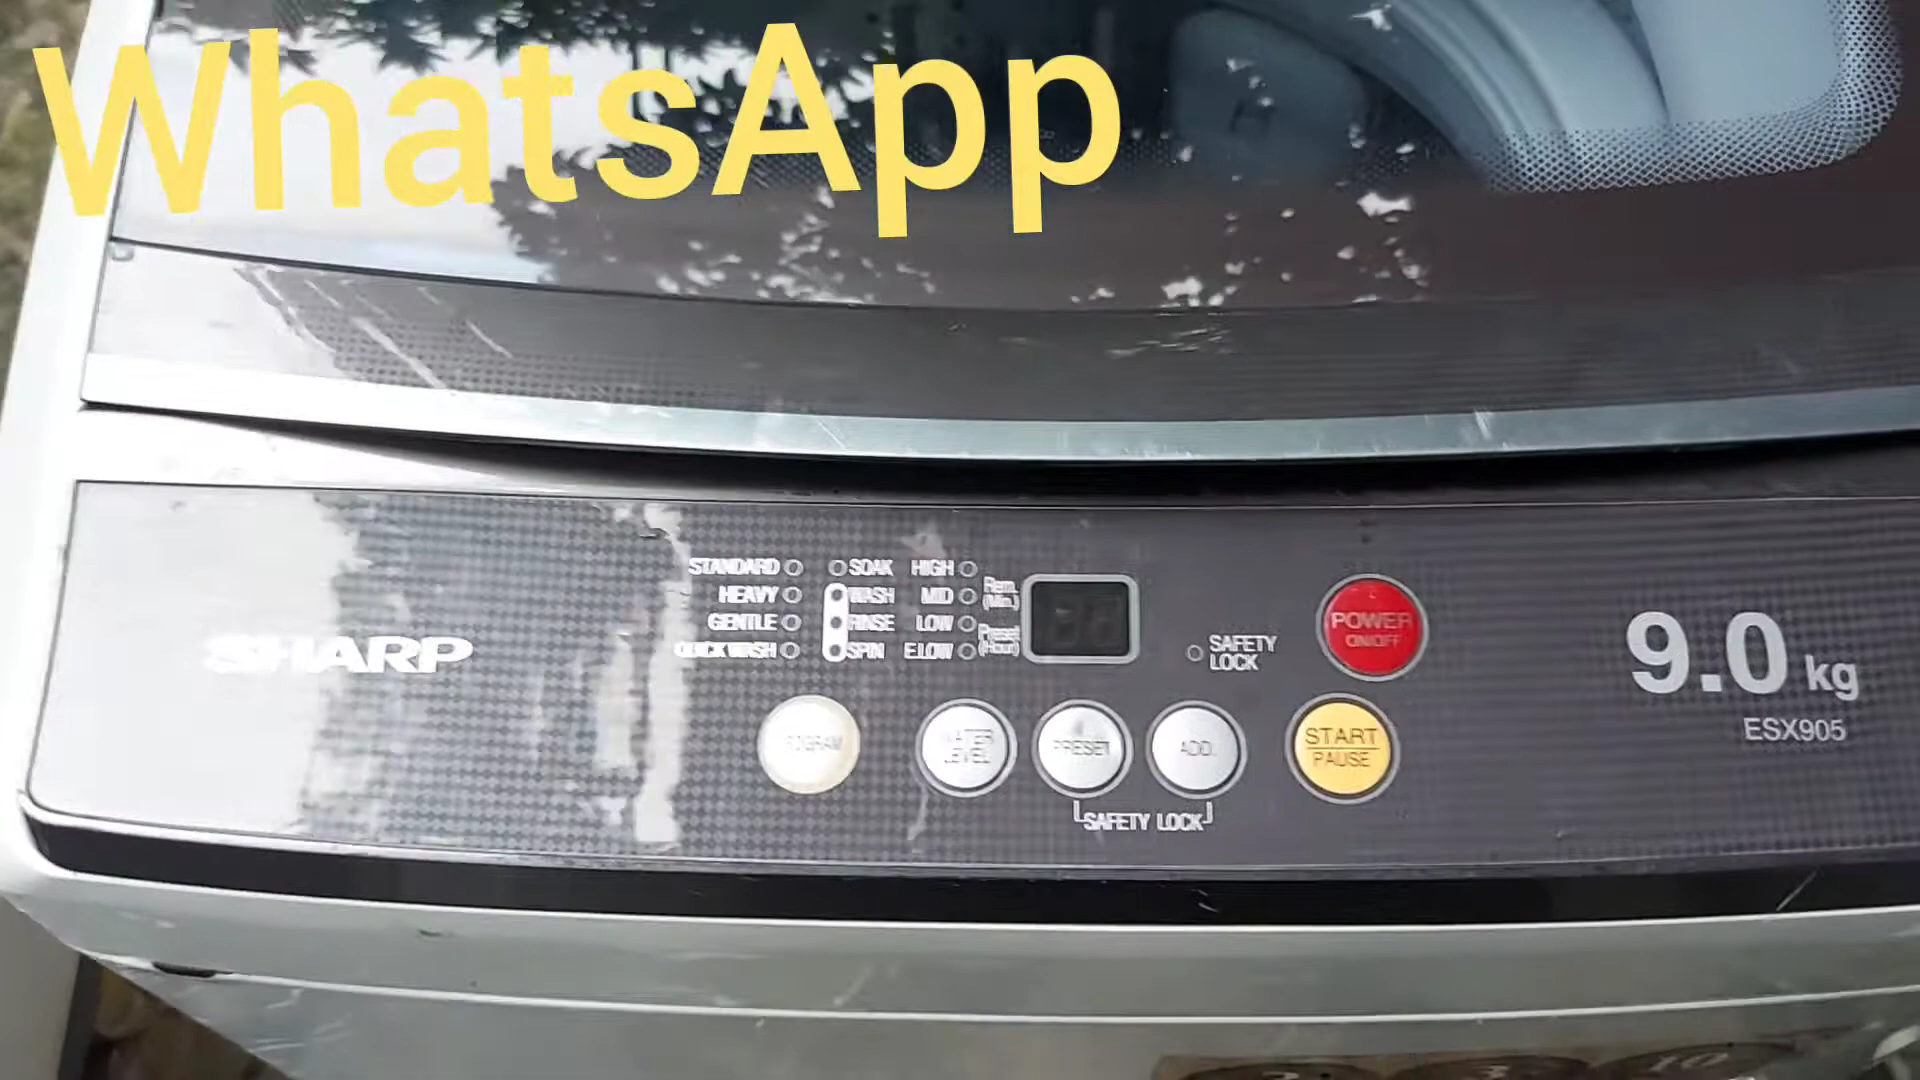 WhatsApp
STANDARD
HEAVY
GENTLE
QUICK WASH
SOAK
WASH
RINSE
SPIN
HIGH
MID
LOW
E.LOW
Rem.
(Min.)
Preset
(Hour)
SAFETY
LOCK
POWER
ON/OFF
SHARP
9.0 kg
ESX905
PROGRAM
WATER
LEVEL
PRESET
ADD.
START
PAUSE
SAFETY LOCK